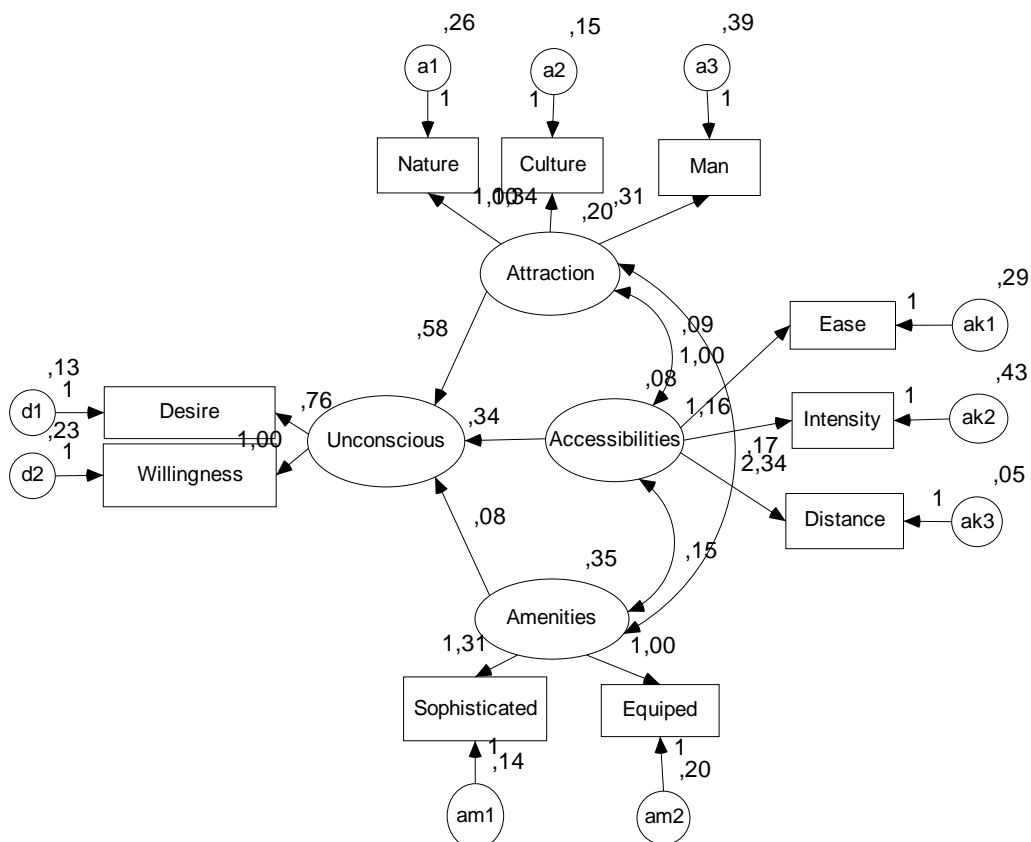 ,26
,15
,39
a1
a2
a3
1
1
1
Nature
Culture
Man
1,00
1,34
,20
,31
Attraction
,29
1
ak1
Ease
,58
,09
1,00
,13
1
d1
Desire
,76
,08
1,16
,43
1
ak2
Intensity
,23
1
d2
Willingness
1,00
Unconscious
,34
Accessibilities
,17
2,34
,05
1
ak3
Distance
,08
,35
,15
Amenities
1,31
1,00
Sophisticated
Equiped
1
,14
1
,20
am1
am2